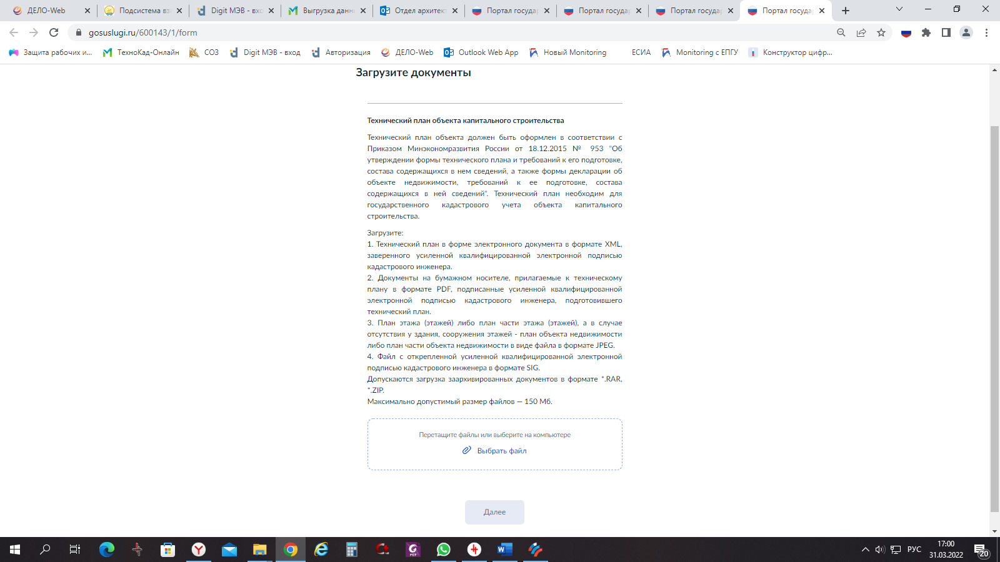 ДЕЛО-Web
Подсистема вза
Digit МЭВ - вхо
Выгрузка данн
Отдел архитект
Портал государ
Портал государ
Портал государ
Портал государ
gosuslugi.ru/600143/1/form
Защита рабочих и...
ТехноКад-Онлайн
СОЗ
Digit МЭВ - вход
Авторизация
ДЕЛО-Web
Outlook Web App
Новый Monitoring
ЕСИА
Monitoring с ЕПГУ
Конструктор цифр...
Загрузите документы
Технический план объекта капитального строительства
Технический план объекта должен быть оформлен в соответствии с
Приказом Минэкономразвития России от 18.12.2015 № 953 "Об
утверждении формы технического плана и требований к его подготовке,
состава содержащихся в нем сведений, а также формы декларации об
объекте недвижимости, требований к ее подготовке, состава
содержащихся в ней сведений". Технический план необходим для
государственного кадастрового учета объекта капитального
строительства.
Загрузите:
1. Технический план в форме электронного документа в формате XML,
заверенного усиленной квалифицированной электронной подписью
кадастрового инженера.
2. Документы на бумажном носителе, прилагаемые к техническому
плану в формате PDF, подписанные усиленной квалифицированной
электронной подписью кадастрового инженера, подготовившего
технический план.
3. План этажа (этажей) либо план части этажа (этажей), а в случае
отсутствия у здания, сооружения этажей - план объекта недвижимости
либо план части объекта недвижимости в виде файла в формате JPEG.
4. Файл с открепленной усиленной квалифицированной электронной
подписью кадастрового инженера в формате SIG.
Допускаются загрузка заархивированных документов в формате *.RAR,
*.ZIP.
Максимально допустимый размер файлов — 150 Мб.
Перетащите файлы или выберите на компьютере
Выбрать файл
Далее
РУС
17:00
31.03.2022
20